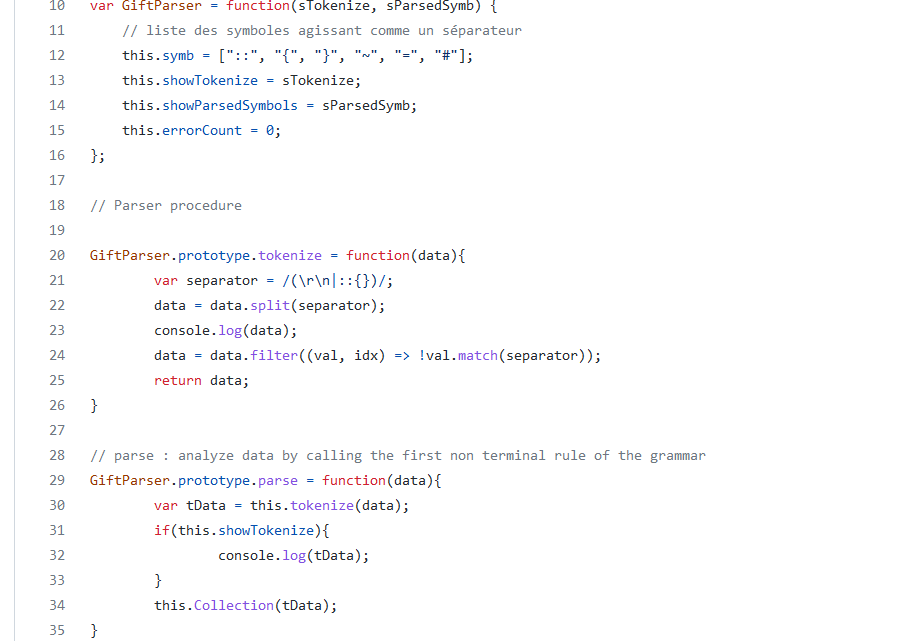 10 var GiftParser = function(sTokenize, sParsedSymb) {
11 // liste des symboles agissant comme un séparateur
12 this.symb = ["::", "{", "}", "~", "=", "#"];
13 this.showTokenize = sTokenize;
14 this.showParsedSymbols = sParsedSymb;
15 this.errorCount = 0;
16 };
17
18 // Parser procedure
19
20 GiftParser.prototype.tokenize = function(data){
21 var separator = /(\r\n|::{})/;
22 data = data.split(separator);
23 console.log(data);
24 data = data.filter((val, idx) => !val.match(separator));
25 return data;
26 }
27
28 // parse : analyze data by calling the first non terminal rule of the grammar
29 GiftParser.prototype.parse = function(data){
30 var tData = this.tokenize(data);
31 if(this.showTokenize){
32 console.log(tData);
33 }
34 this.Collection(tData);
35 }